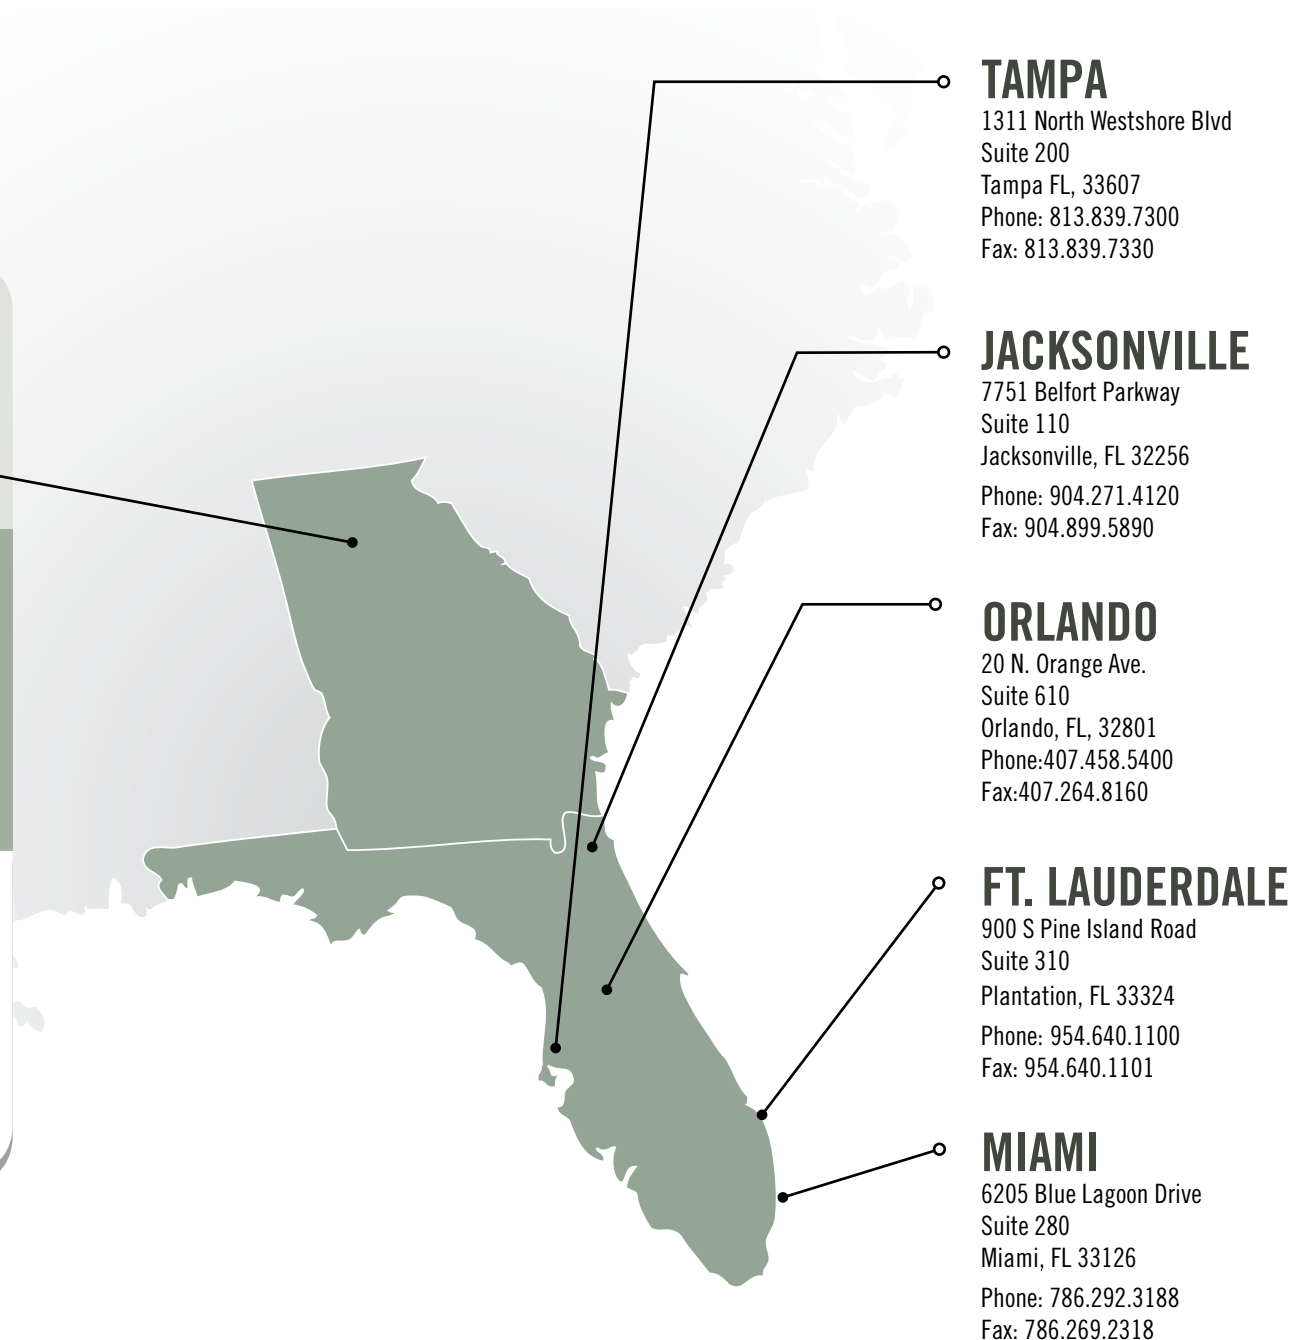 TAMPA
1311 North Westshore Blvd
Suite 200
Tampa FL, 33607
Phone: 813.839.7300
Fax: 813.839.7330
JACKSONVILLE
7751 Belfort Parkway
Suite 110
Jacksonville, FL 32256
Phone: 904.271.4120
Fax: 904.899.5890
ORLANDO
20 N. Orange Ave.
Suite 610
Orlando, FL, 32801
Phone:407.458.5400
Fax:407.264.8160
FT. LAUDERDALE
900 S Pine Island Road
Suite 310
Plantation, FL 33324
Phone: 954.640.1100
Fax: 954.640.1101
MIAMI
6205 Blue Lagoon Drive
Suite 280
Miami, FL 33126
Phone: 786.292.3188
Fax: 786.269.2318